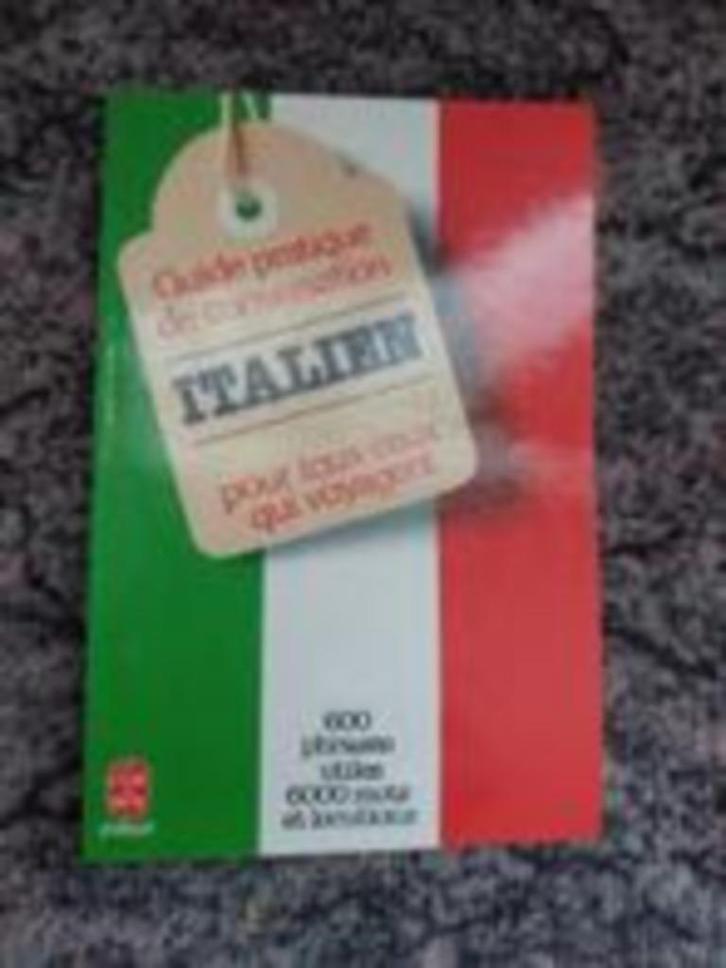 Guide pratique
de conversation
ITALIEN
pour tous ceux
qui voyagent
600
phrases
utiles
6000 mots
et locutions